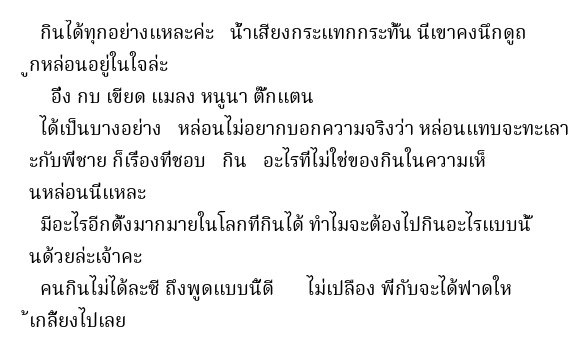 กินได้ทุกอย่างแหละค่ะ น้ำเสียงกระแทกกระทั้น นี่เขาคงนึกดูถ
ูกหล่อนอยู่ในใจล่ะ
อึ่ง กบ เขียด แมลง หนูนา ตั๊กแตน
ได้เป็นบางอย่าง หล่อนไม่อยากบอกความจริงว่า หล่อนแทบจะทะเลา
ะกับพี่ชาย ก็เรื่องที่ชอบ กิน อะไรที่ไม่ใช่ของกินในความเห็
นหล่อนนี่แหละ
มีอะไรอีกตั้งมากมายในโลกที่กินได้ ทำไมจะต้องไปกินอะไรแบบนั้
นด้วยล่ะเจ้าคะ
คนกินไม่ได้ละซี ถึงพูดแบบนี้ดี ไม่เปลือง พี่กับจะได้ฟาดให
้เกลี้ยงไปเลย